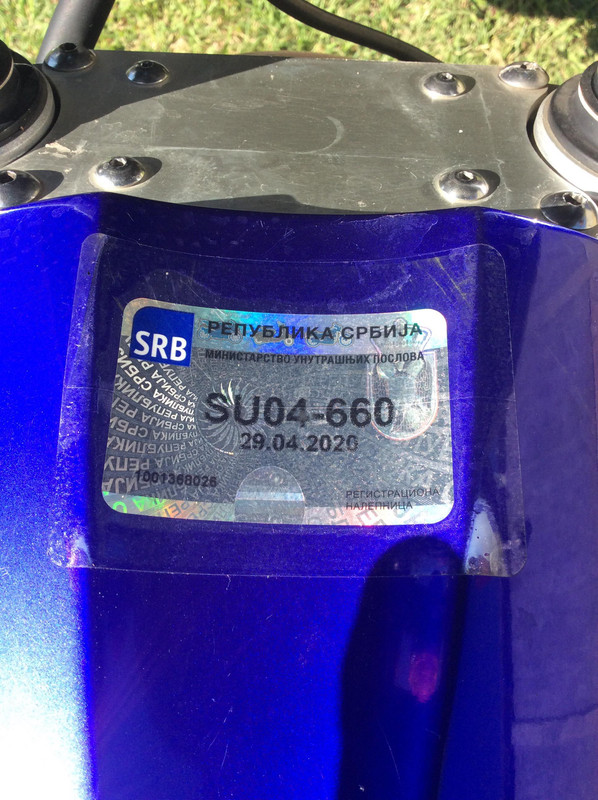 SRB
РЕПУБЛИКА СРБИЈА
МИНИСТАРСТВО УНУТРАШЊИХ ПОСЛОВА
SU04-660
29.04.2020
1001368026
РЕГИСТРАЦИОНА
НАЛЕПНИЦА